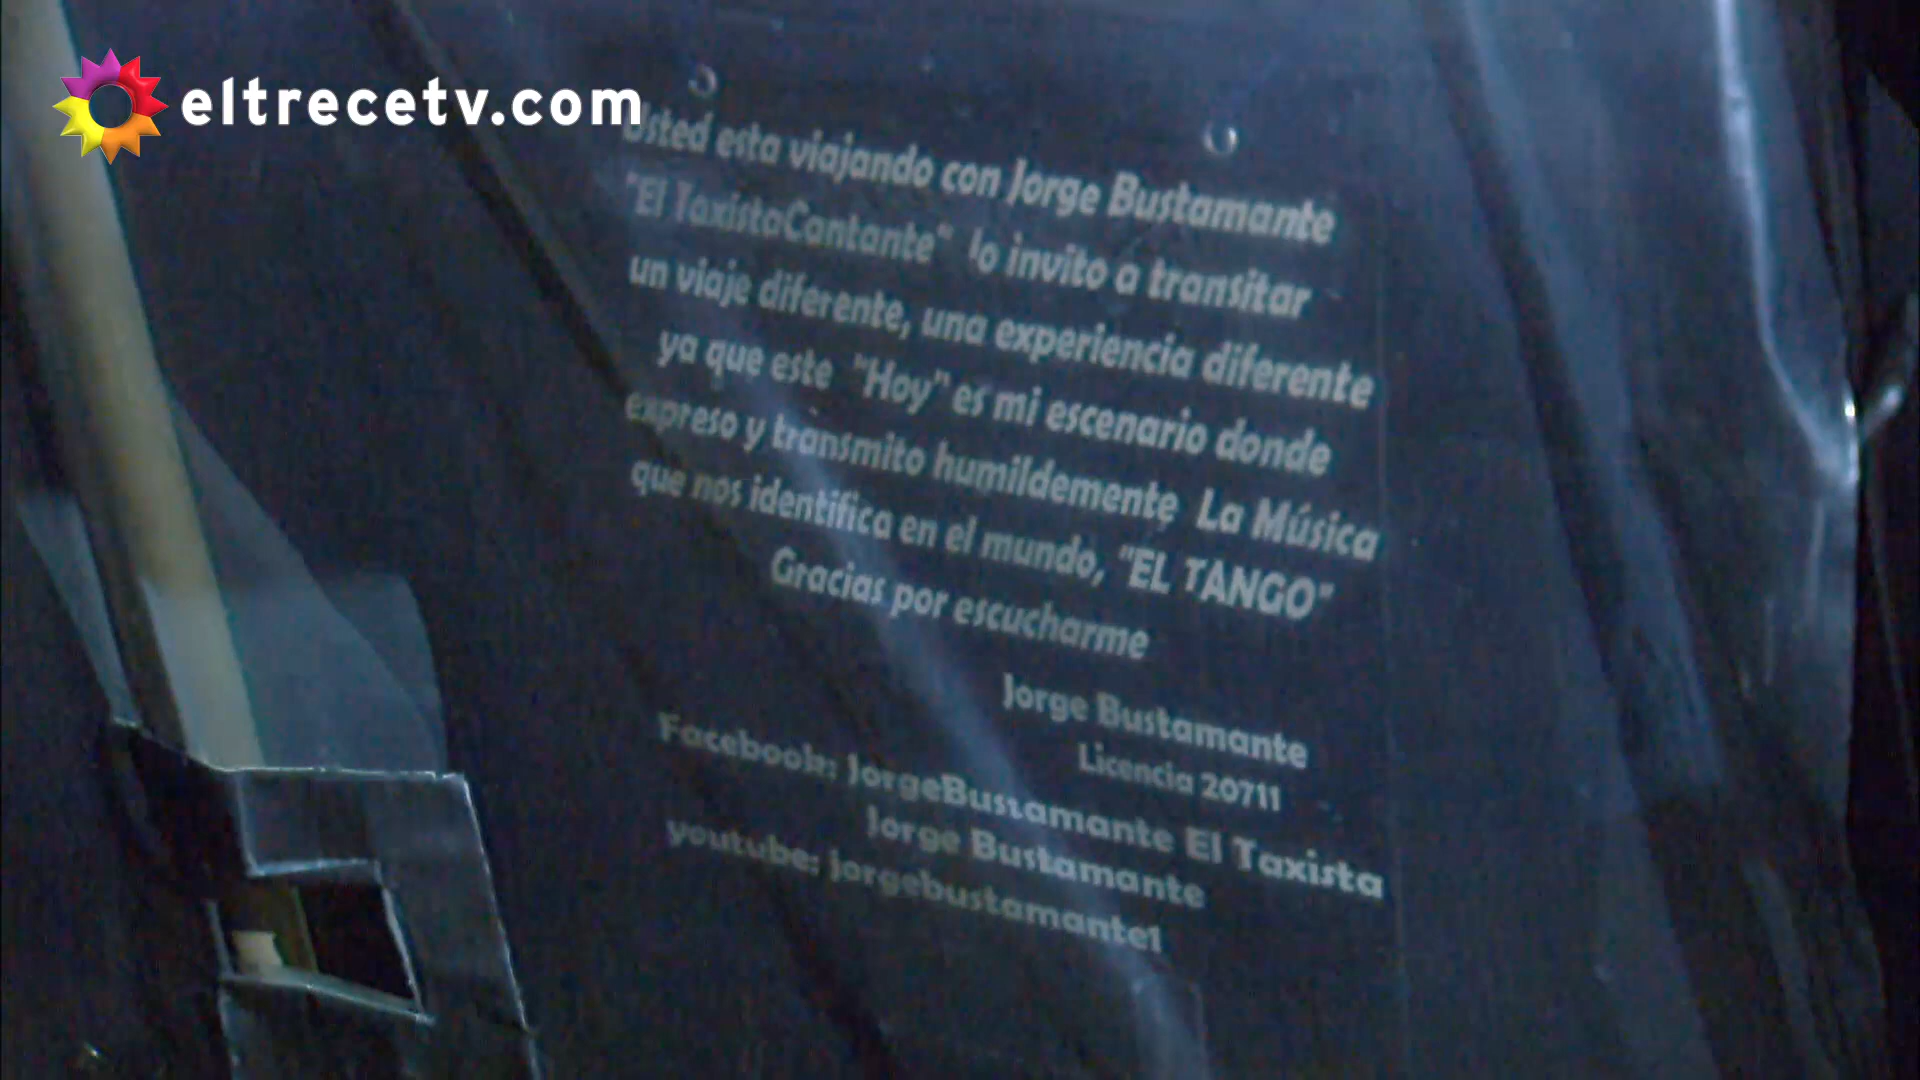 eltrecetv.com
Usted esta viajando con Jorge Bustamante
"El TaxistaCantante" lo invito a transitar
un viaje diferente, una experiencia diferente
ya que este "Hoy" es mi escenario donde
expreso y transmito humildemente La Música
que nos identifica en el mundo, "EL TANGO"
Gracias por escucharme
Jorge Bustamante
Licencia 20711
Facebook: JorgeBustamante El Taxista
Jorge Bustamante
youtube: jorgebustamante1